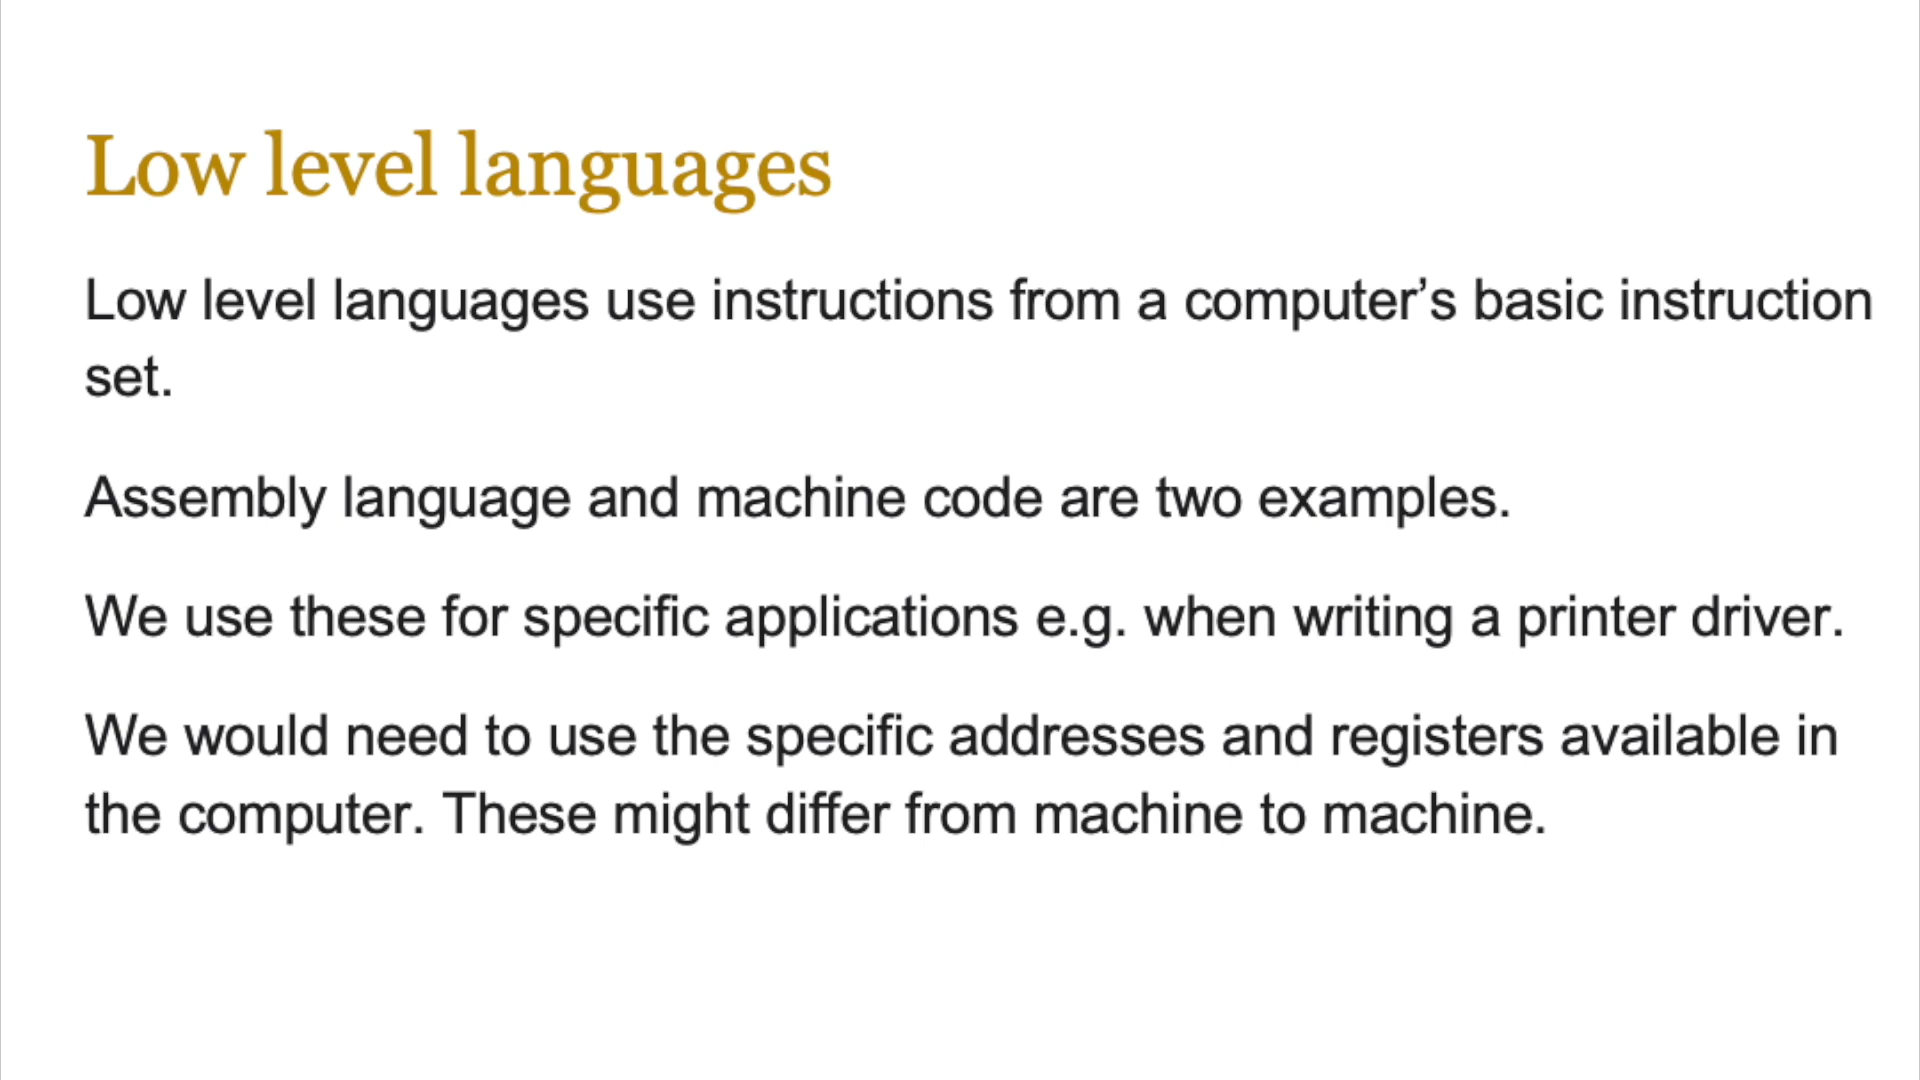 Low level languages
Low level languages use instructions from a computer’s basic instruction
set.
Assembly language and machine code are two examples.
We use these for specific applications e.g. when writing a printer driver.
We would need to use the specific addresses and registers available in
the computer. These might differ from machine to machine.